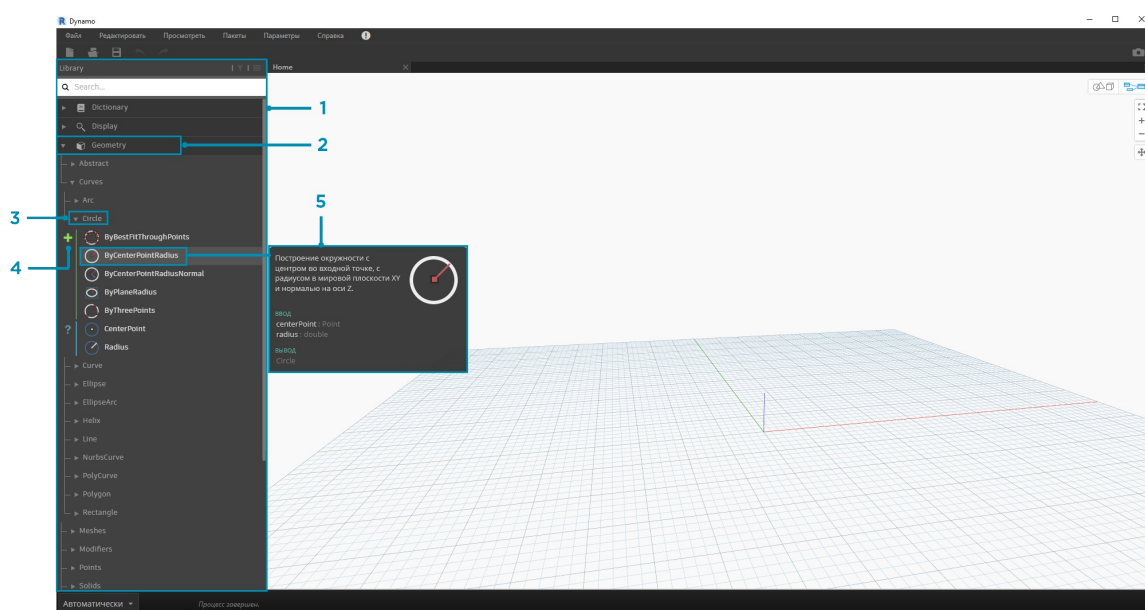 Dynamo
Файл Редактировать Просмотреть Пакеты Параметры Справка
Library
Home
Search...
Dictionary
1
Display
Geometry
2
Abstract
Curves
Arc
3
Circle
5
ByBestFitThroughPoints
4
ByCenterPointRadius
ByCenterPointRadiusNormal
ByPlaneRadius
ByThreePoints
? CenterPoint
Radius
Построение окружности с
центром во входной точке, с
радиусом в мировой плоскости XY
и нормалью на оси Z.
ВВОД
centerPoint : Point
radius : double
ВЫВОД
Circle
Curve
Ellipse
EllipseArc
Helix
Line
NurbsCurve
PolyCurve
Polygon
Rectangle
Meshes
Modifiers
Points
Solids
Автоматически
Процесс завершен.